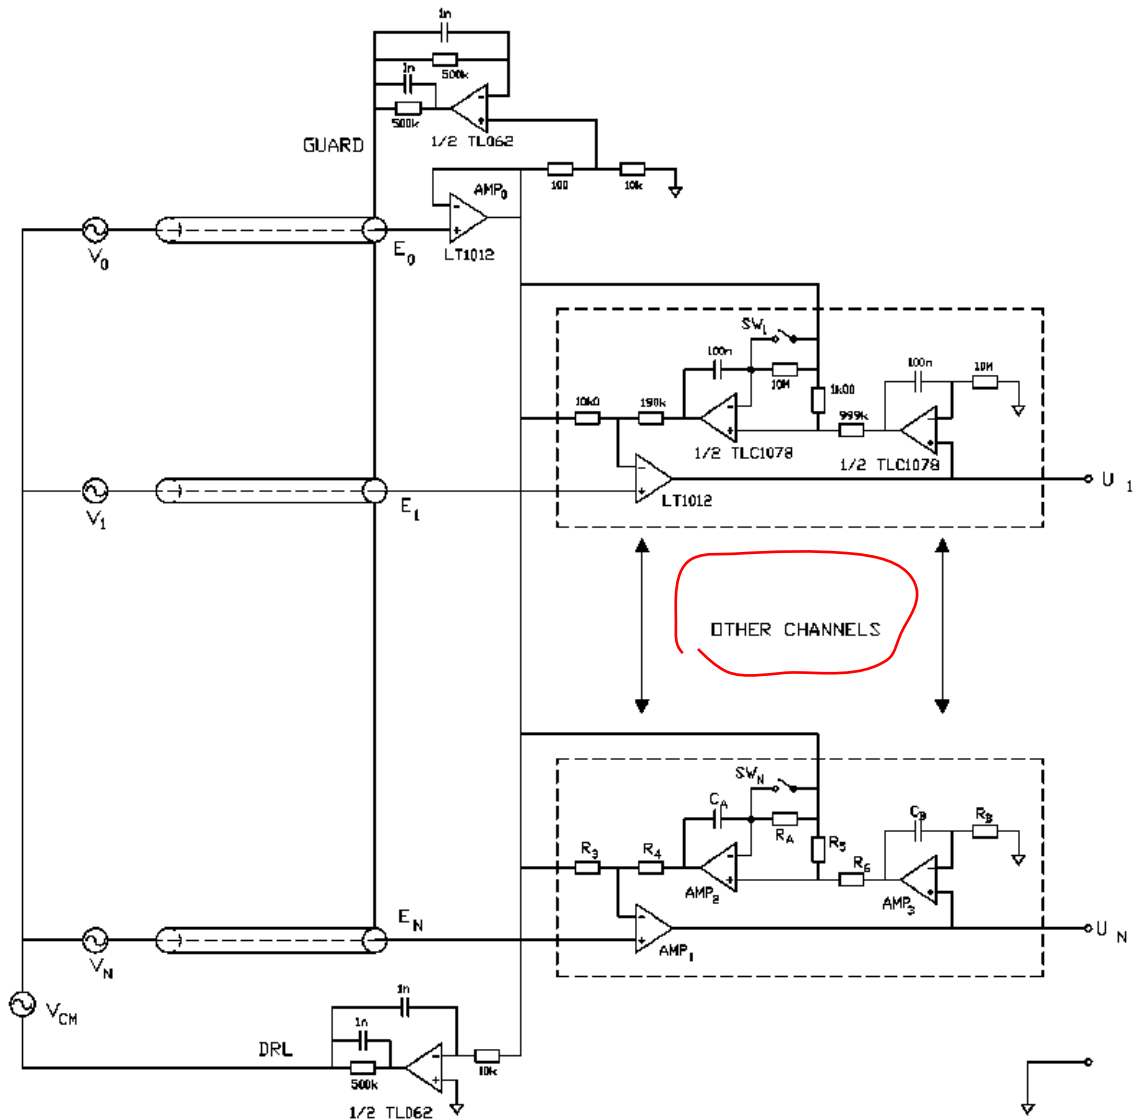 1n
500k
1n
500k
1/2 TL062
GUARD
100
10k
AMP0
LT1012
V0
E0
SW1
100n
10M
1k00
100n
10M
10k0
190k
999k
1/2 TLC1078
1/2 TLC1078
LT1012
U 1
V1
E1
OTHER CHANNELS
SWN
CA
RA
R5
CB
RB
R3
R4
R6
AMP2
AMP3
AMP1
EN
UN
VN
VCM
1n
1n
DRL
500k
10k
1/2 TL062